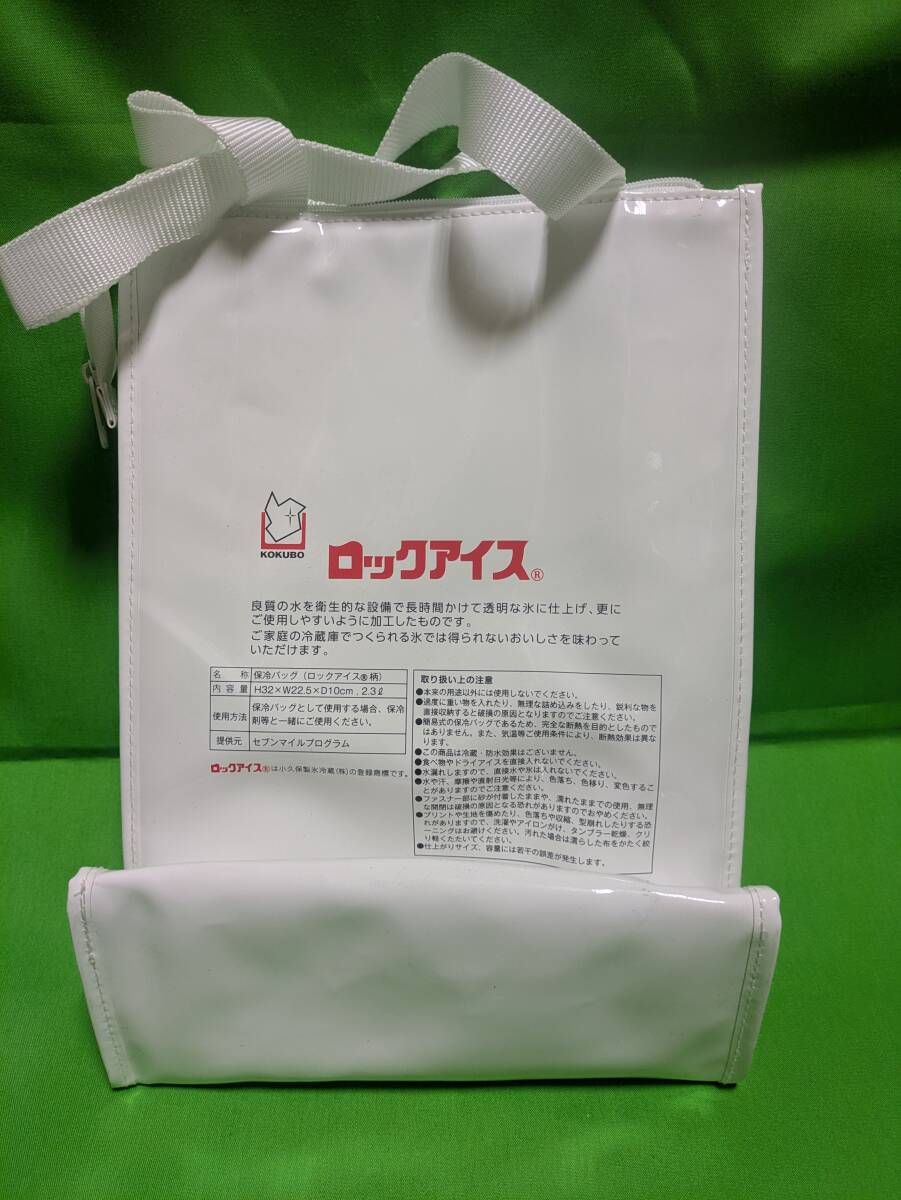 KOKUBO
ロックアイス®
良質の水を衛生的な設備で長時間かけて透明な氷に仕上げ、更に
ご使用しやすいように加工したものです。
ご家庭の冷蔵庫でつくられる氷では得られないおいしさを味わって
いただけます。
名 称 保冷バッグ（ロックアイス®柄）
内 容 量 H32×W22.5×D10cm , 2.3ℓ
使用方法 保冷バッグとして使用する場合、保冷
剤等と一緒にご使用ください。
提供元 セブンマイルプログラム
ロックアイス®は小久保製氷冷蔵(株)の登録商標です。
取り扱い上の注意
●本来の用途以外には使用しないでください。
●過度に重い物を入れたり、無理な詰め込みをしたり、鋭利な物を
直接収納すると破損の原因となりますのでご注意ください。
●簡易式の保冷バッグであるため、完全な断熱を目的としたもので
はありません。また、気温等ご使用条件により、断熱効果は異な
ります。
●この商品は冷蔵・防水効果はございません。
●食べ物やドライアイスを直接入れないでください。
●水漏れしますので、直接水や氷は入れないでください。
●水や汗、摩擦や直射日光等により、色落ち、色移り、変色するこ
とがありますのでご注意ください。
●ファスナー部に砂が付着したままや、濡れたままでの使用、無理
な開閉は破損の原因となる恐れがありますのでおやめください。
●プリントや生地を傷めたり、色落ちや収縮、型崩れしたりする恐
れがありますので、洗濯やアイロンがけ、タンブラー乾燥、クリ
ーニングはお避けください。汚れた場合は濡らした布をかたく絞
り軽くたたいてください。
●仕上がりサイズ、容量には若干の誤差が発生します。